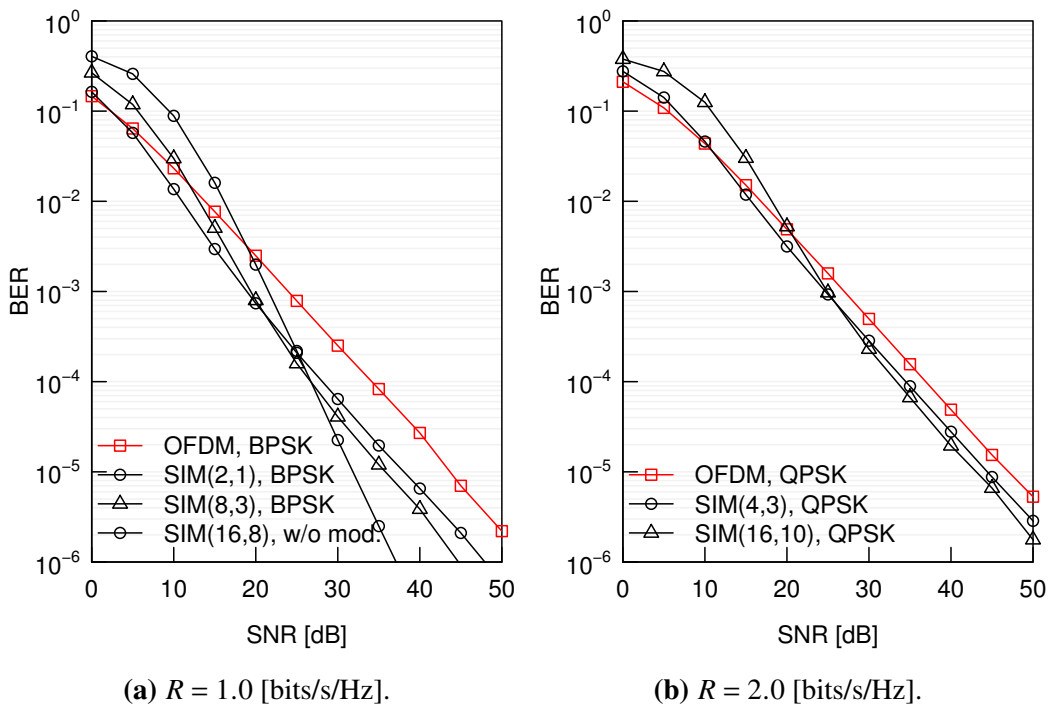 10^0
10^-1
10^-2
10^-3
10^-4
10^-5
10^-6
BER
0 10 20 30 40 50
SNR [dB]
OFDM, BPSK
SIM(2,1), BPSK
SIM(8,3), BPSK
SIM(16,8), w/o mod.
(a) R = 1.0 [bits/s/Hz].
10^0
10^-1
10^-2
10^-3
10^-4
10^-5
10^-6
BER
0 10 20 30 40 50
SNR [dB]
OFDM, QPSK
SIM(4,3), QPSK
SIM(16,10), QPSK
(b) R = 2.0 [bits/s/Hz].